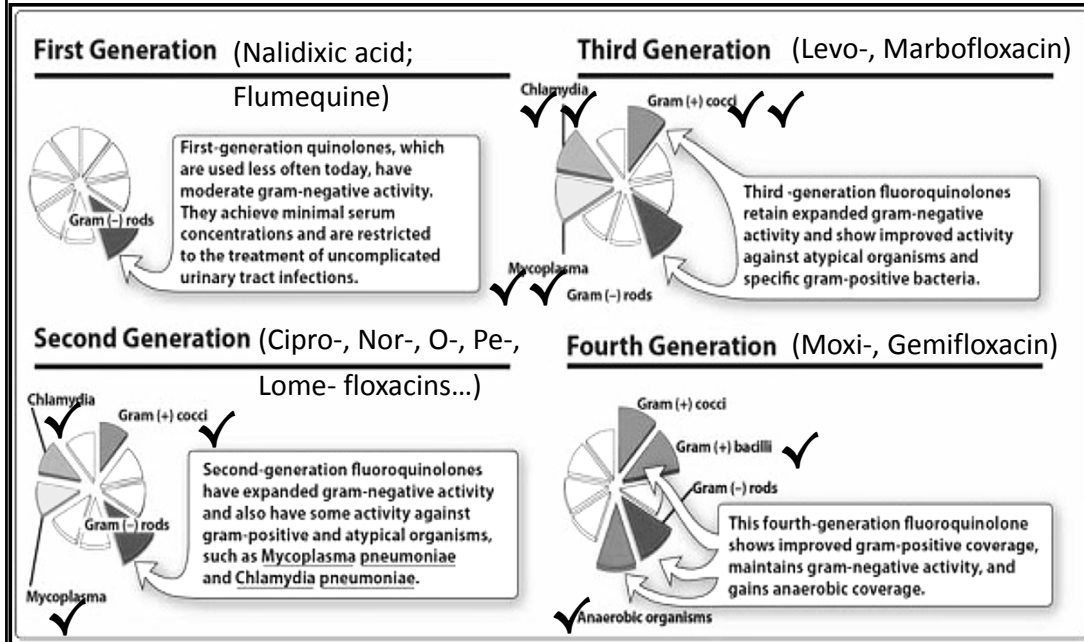 First Generation (Nalidixic acid;
Flumequine)
Gram (−) rods
First-generation quinolones, which
are used less often today, have
moderate gram-negative activity.
They achieve minimal serum
concentrations and are restricted
to the treatment of uncomplicated
urinary tract infections.
Second Generation (Cipro-, Nor-, O-, Pe-,
Lome- floxacins...)
Chlamydia
✓
Gram (+) cocci
✓
Gram (−) rods
Second-generation fluoroquinolones
have expanded gram-negative activity
and also have some activity against
gram-positive and atypical organisms,
such as Mycoplasma pneumoniae
and Chlamydia pneumoniae.
Mycoplasma
✓
Third Generation (Levo-, Marbofloxacin)
Chlamydia
✓ ✓
Gram (+) cocci ✓ ✓
Third -generation fluoroquinolones
retain expanded gram-negative
activity and show improved activity
against atypical organisms and
specific gram-positive bacteria.
Mycoplasma
✓ ✓
Gram (−) rods
Fourth Generation (Moxi-, Gemifloxacin)
Gram (+) cocci
Gram (+) bacilli ✓
Gram (−) rods
This fourth-generation fluoroquinolone
shows improved gram-positive coverage,
maintains gram-negative activity, and
gains anaerobic coverage.
✓ Anaerobic organisms